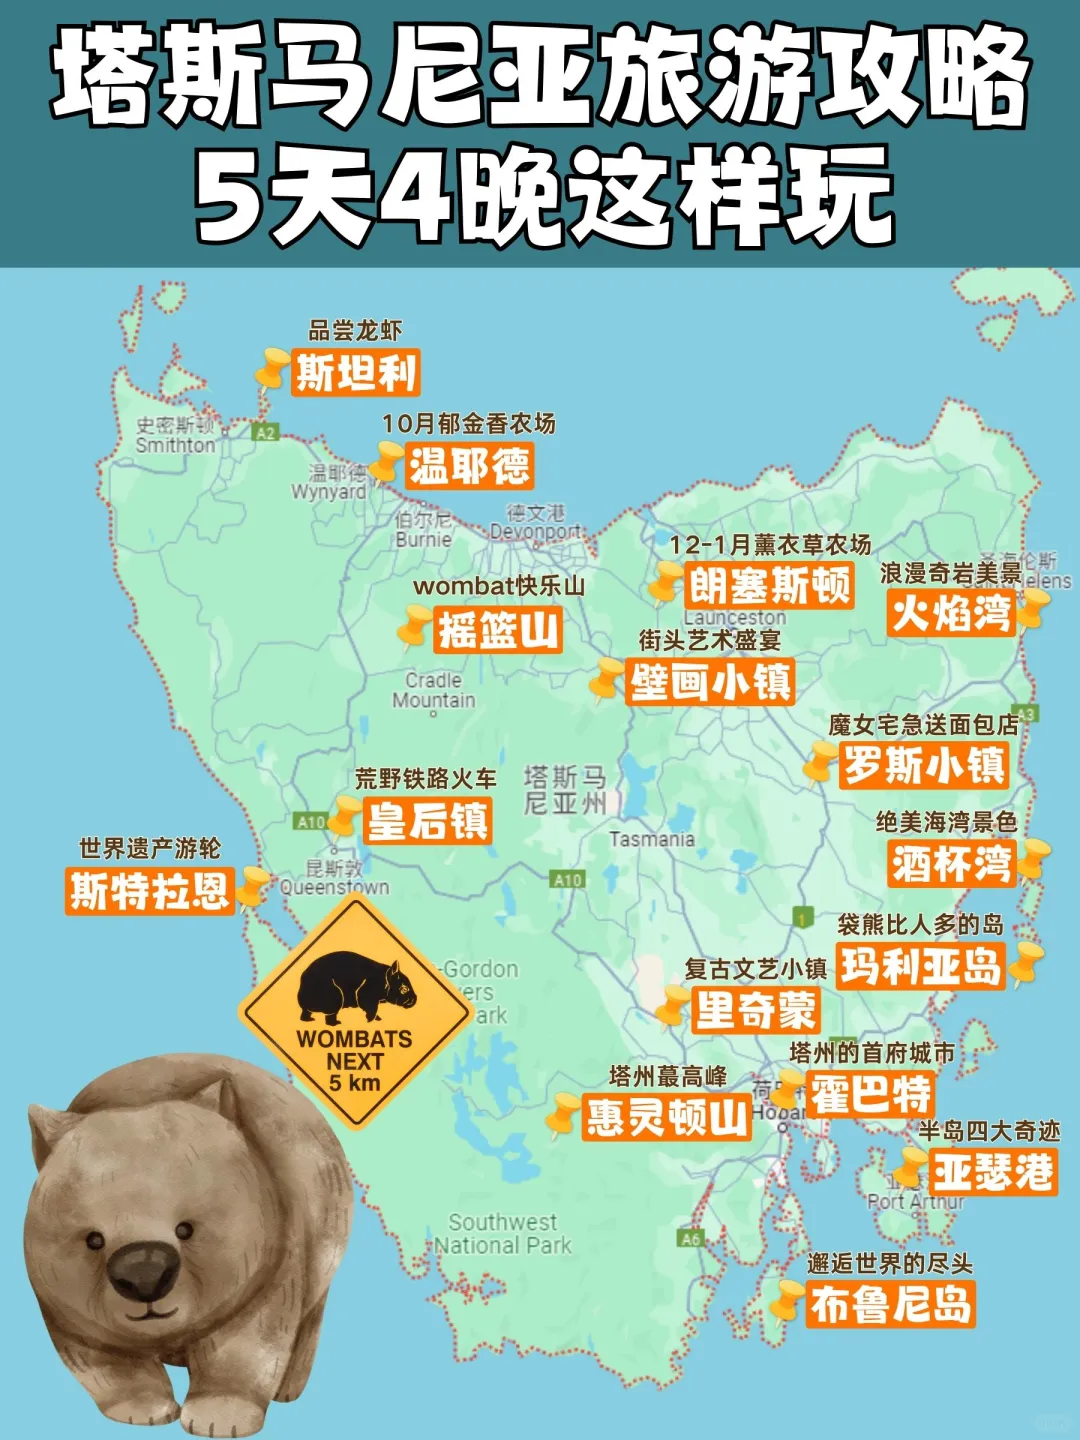 塔斯马尼亚旅游攻略
5天4晚这样玩
品尝龙虾
斯坦利
史密斯顿
Smithton
A2
10月郁金香农场
温耶德
温耶德
Wynyard
伯尔尼
Burnie
德文港
Devonport
12-1月薰衣草农场
朗塞斯顿
Launceston
浪漫奇岩美景
火焰湾
圣海伦斯
Saint Helens
wombat快乐山
摇篮山
Cradle
Mountain
街头艺术盛宴
壁画小镇
A3
魔女宅急送面包店
罗斯小镇
荒野铁路火车
皇后镇
A10
昆斯敦
Queenstown
塔斯马
尼亚州
Tasmania
A10
绝美海湾景色
酒杯湾
世界遗产游轮
斯特拉恩
1
袋熊比人多的岛
玛利亚岛
复古文艺小镇
里奇蒙
-Gordon
vers
ark
WOMBATS
NEXT
5 km
塔州的首府城市
霍巴特
荷
Hobar
塔州蕞高峰
惠灵顿山
半岛四大奇迹
亚瑟港
亚瑟
Port Arthur
Southwest
National Park
A6
邂逅世界的尽头
布鲁尼岛